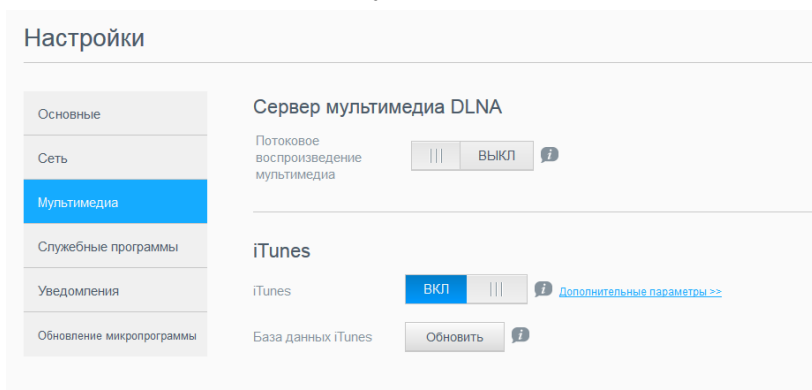 Настройки
Основные
Сеть
Мультимедиа
Служебные программы
Уведомления
Обновление микропрограммы
Сервер мультимедиа DLNA
Потоковое
воспроизведение
мультимедиа
ВЫКЛ
iTunes
iTunes
ВКЛ
Дополнительные параметры >>
База данных iTunes
Обновить